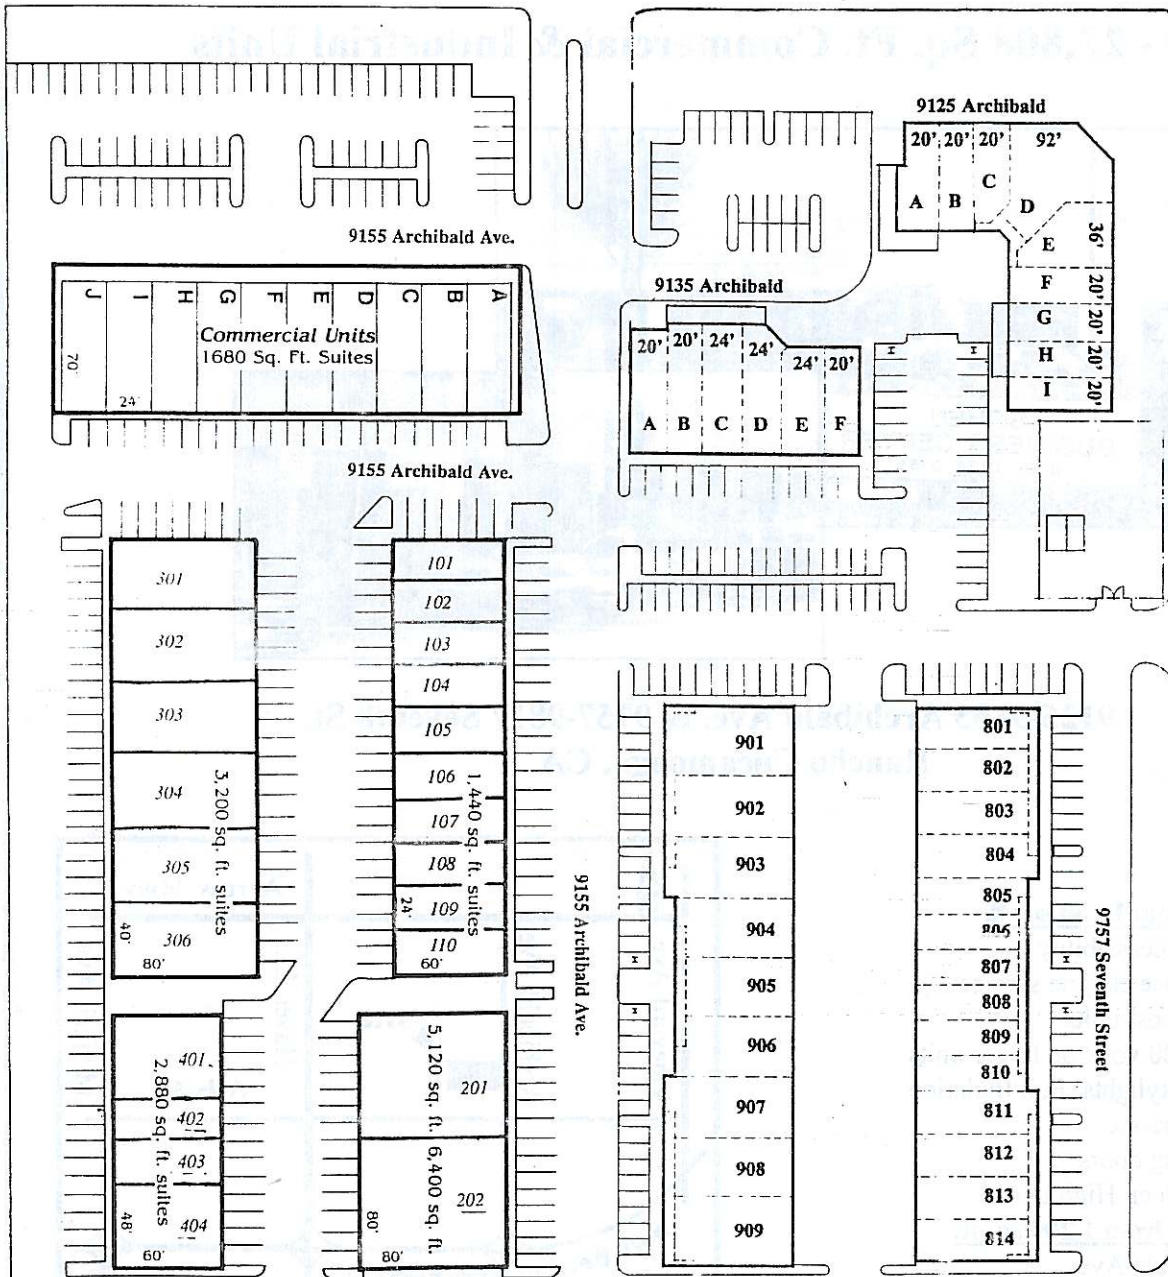 9125 Archibald
20' 20' 20' 92'
A B C D
E
36'
F 20'
G 20'
H 20'
I 20'
9155 Archibald Ave.
J I H G F E D C B A
Commercial Units
1680 Sq. Ft. Suites
70'
24'
9135 Archibald
20' 20' 24' 24' 24' 20'
A B C D E F
9155 Archibald Ave.
301
302
303
304
305
306
3,200 sq. ft. suites
40'
80'
101
102
103
104
105
106
107
108
109
110
1,440 sq. ft. suites
24'
60'
401
402
403
404
2,880 sq. ft. suites
48'
60'
201
5,120 sq. ft.
202
6,400 sq. ft.
80'
80'
9155 Archibald Ave.
901
902
903
904
905
906
907
908
909
801
802
803
804
805
806
807
808
809
810
811
812
813
814
9757 Seventh Street